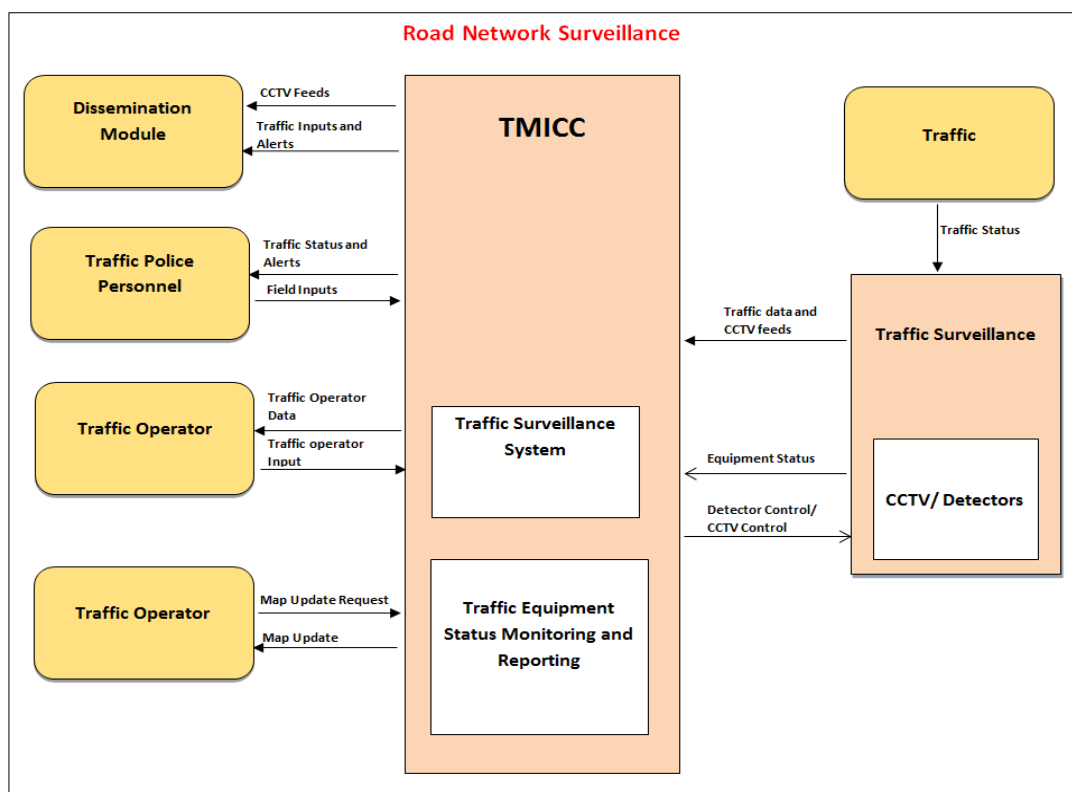 Road Network Surveillance
Dissemination
Module
CCTV Feeds
Traffic Inputs and
Alerts
TMICC
Traffic
Traffic Status
Traffic Police
Personnel
Traffic Status and
Alerts
Field Inputs
Traffic data and
CCTV feeds
Traffic Surveillance
Traffic Operator
Traffic Operator
Data
Traffic operator
Input
Traffic Surveillance
System
Equipment Status
Detector Control/
CCTV Control
CCTV/ Detectors
Traffic Operator
Map Update Request
Map Update
Traffic Equipment
Status Monitoring and
Reporting